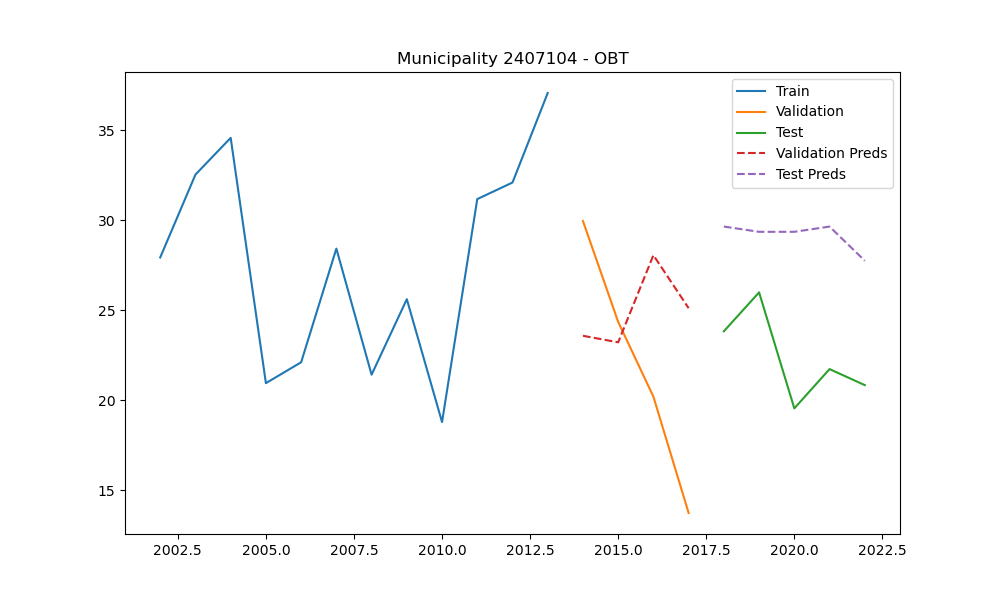 Municipality 2407104 - OBT
Train
Validation
Test
Validation Preds
Test Preds
35
30
25
20
15
2002.5 2005.0 2007.5 2010.0 2012.5 2015.0 2017.5 2020.0 2022.5